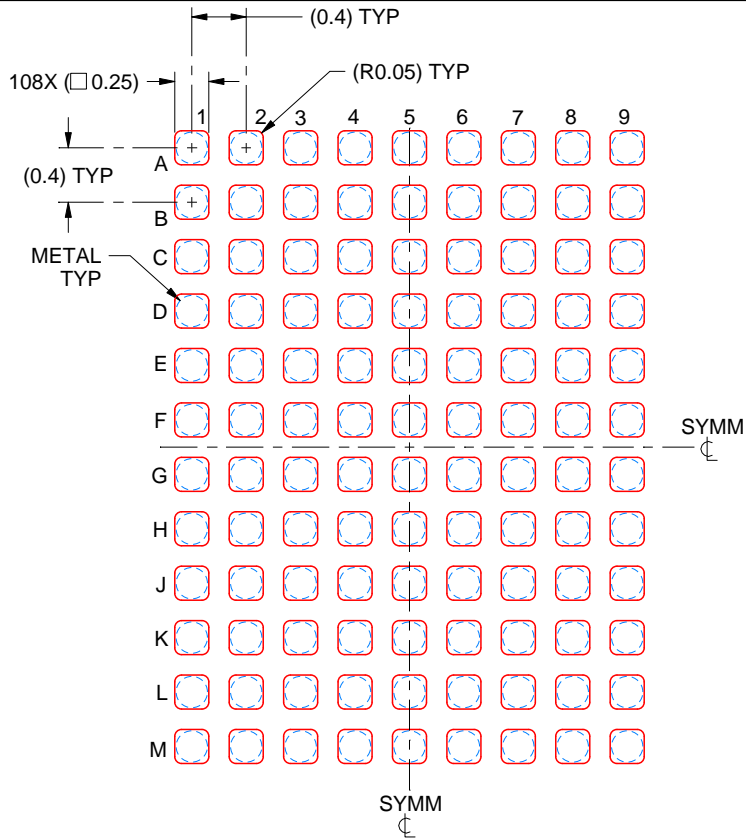 (0.4) TYP
108X (□ 0.25)
(R0.05) TYP
1 2 3 4 5 6 7 8 9
A
(0.4) TYP
B
C
METAL
TYP
D
E
F
SYMM
℄
G
H
J
K
L
M
SYMM
℄